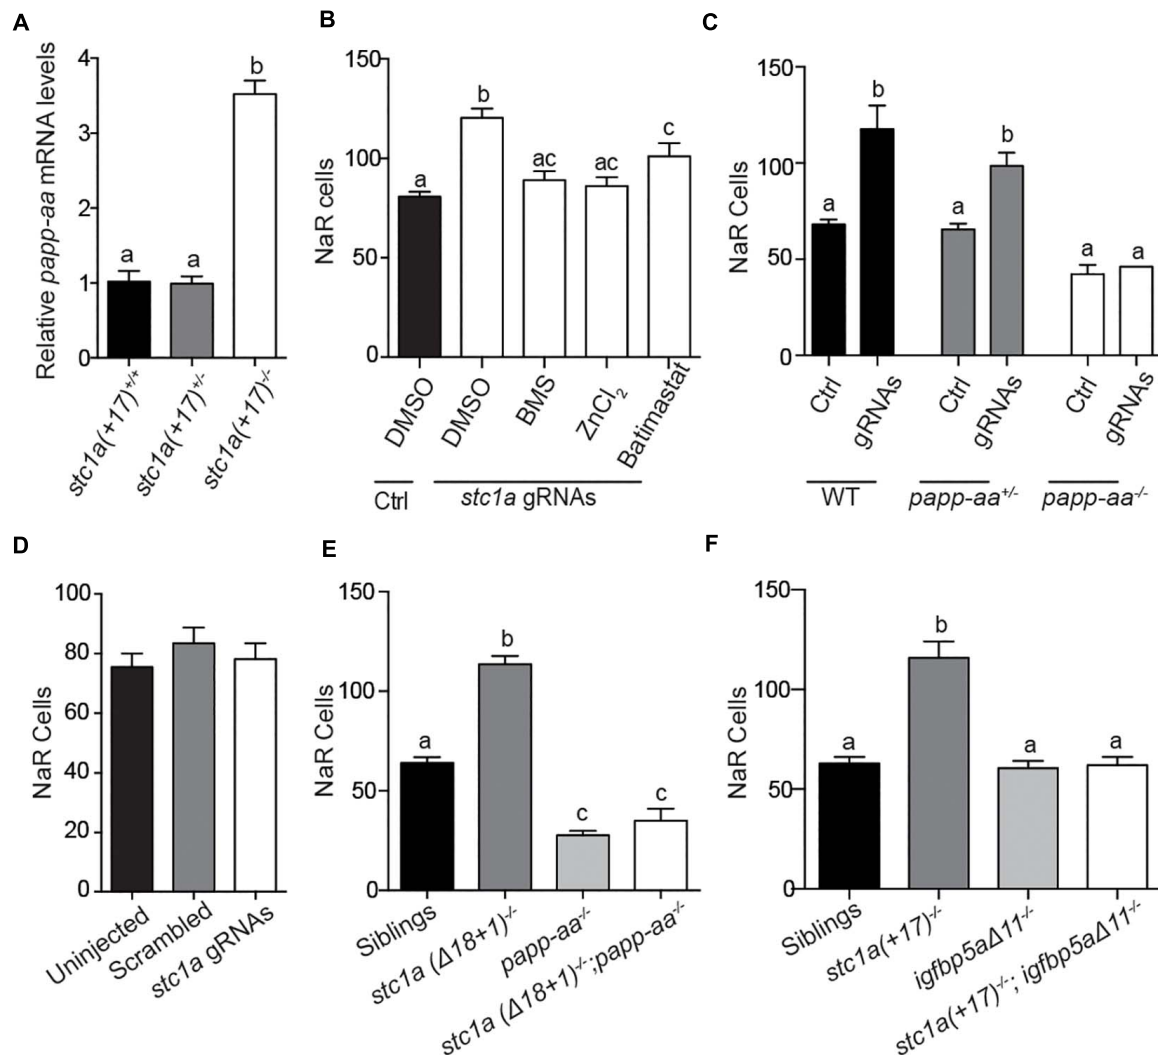 A
Relative papp-aa mRNA levels
4
3
2
1
0
a
a
b
stc1a(+17)+/+
stc1a(+17)+/-
stc1a(+17)-/-
B
NaR cells
150
100
50
0
a
b
ac
ac
c
DMSO
DMSO
BMS
ZnCl2
Batimastat
Ctrl
stc1a gRNAs
C
NaR Cells
150
100
50
0
a
b
a
b
a
a
Ctrl
gRNAs
Ctrl
gRNAs
Ctrl
gRNAs
WT
papp-aa+/-
papp-aa-/-
D
NaR Cells
100
80
60
40
20
0
Uninjected
Scrambled
stc1a gRNAs
E
NaR Cells
150
100
50
0
a
b
c
c
Siblings
stc1a (Δ18+1)-/-
papp-aa-/-
stc1a (Δ18+1)-/-;papp-aa-/-
F
NaR Cells
150
100
50
0
a
b
a
a
Siblings
stc1a(+17)-/-
igfbp5aΔ11-/-
stc1a(+17)-/-; igfbp5aΔ11-/-